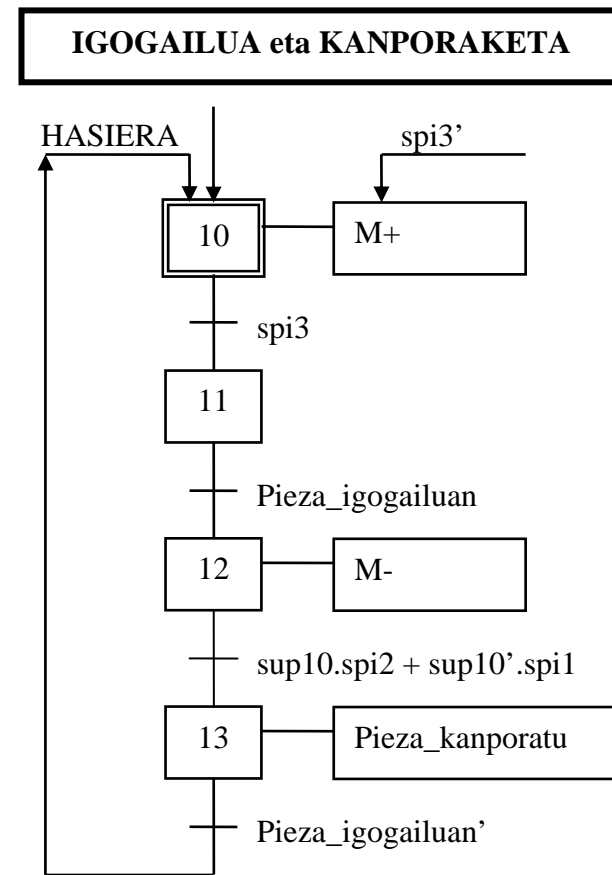 IGOGAILUA eta KANPORAKETA
HASIERA
spi3’
10
M+
spi3
11
Pieza_igogailuan
12
M-
sup10.spi2 + sup10’.spi1
13
Pieza_kanporatu
Pieza_igogailuan’